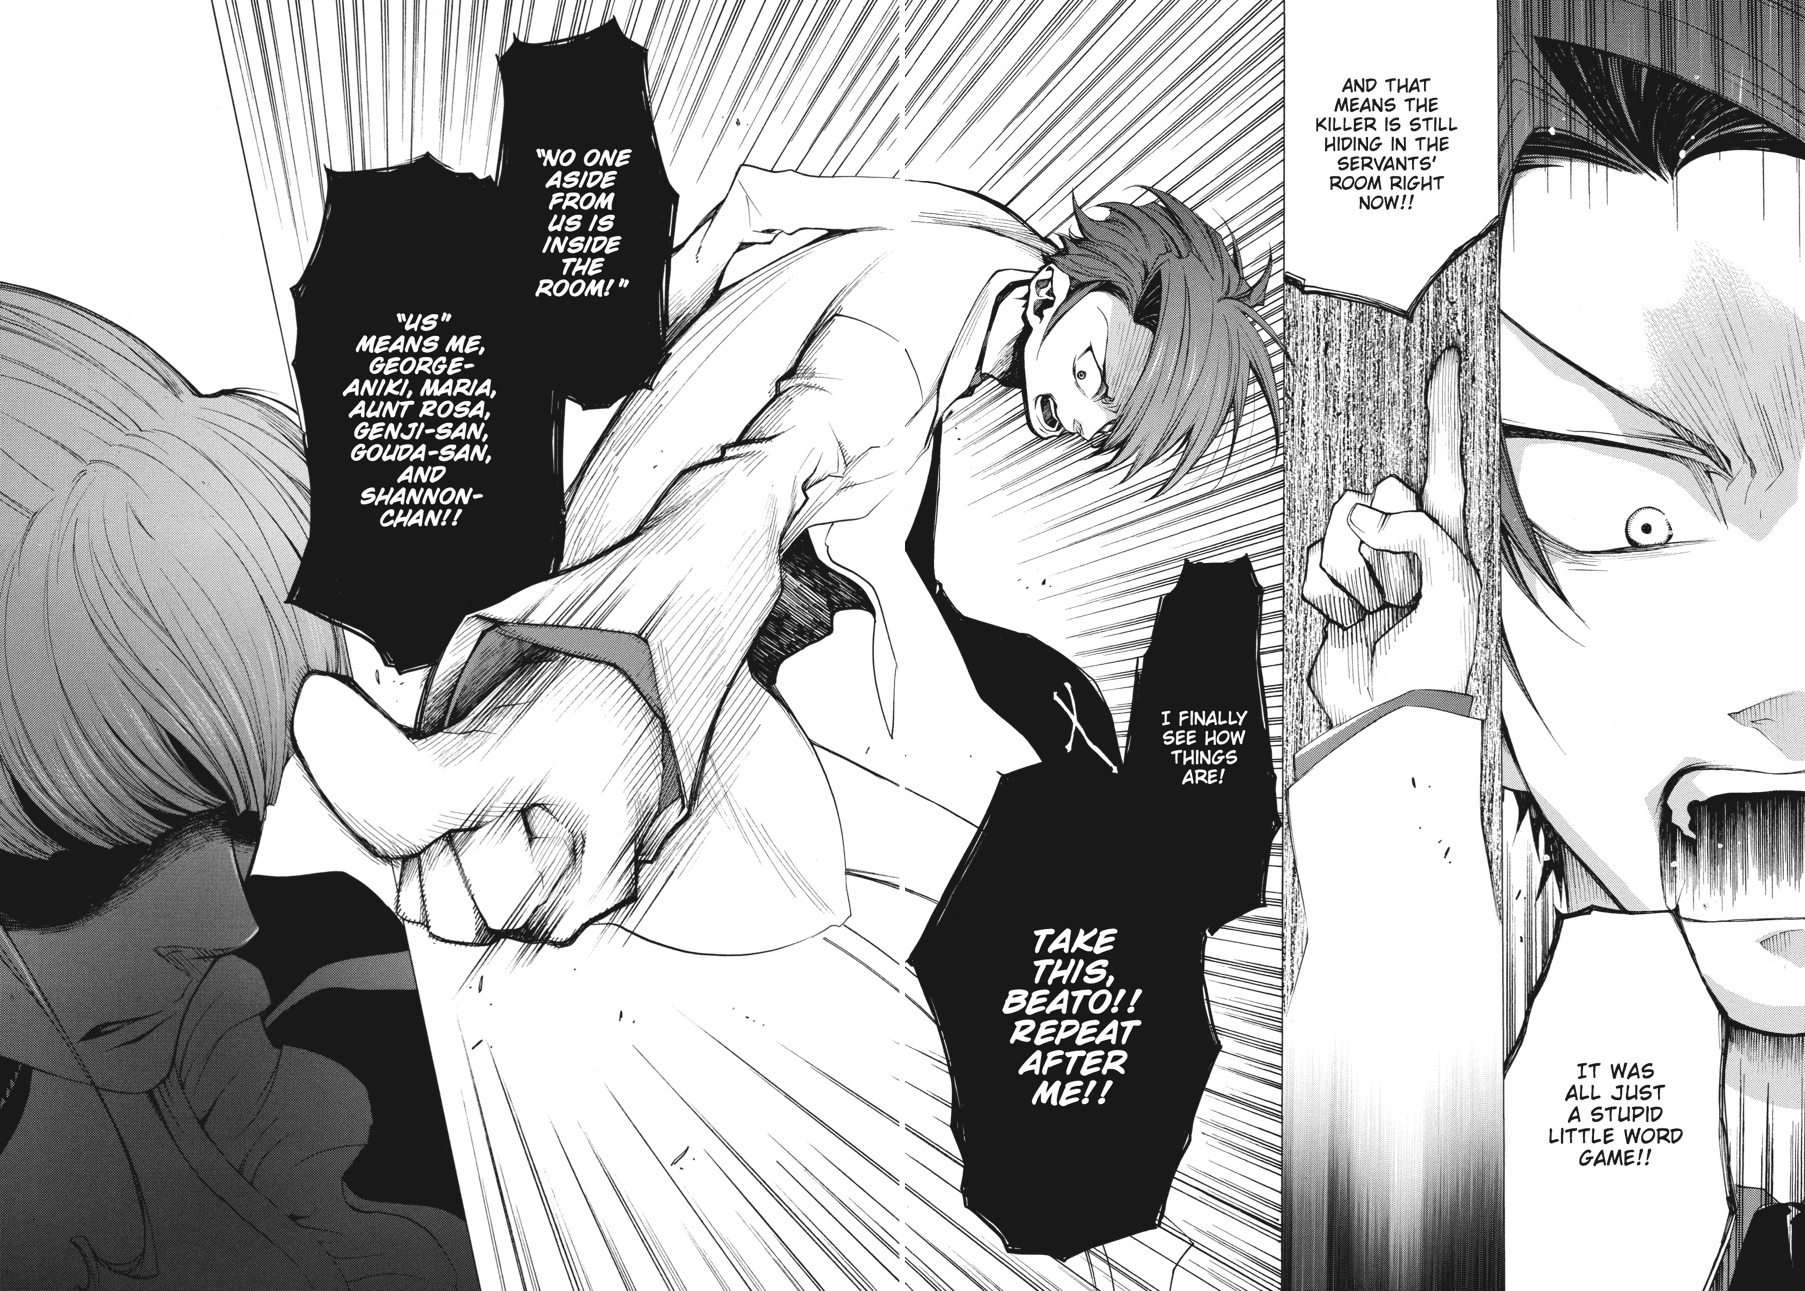 IT WAS
ALL JUST
A STUPID
LITTLE WORD
GAME!!
AND THAT
MEANS THE
KILLER IS STILL
HIDING IN THE
SERVANTS'
ROOM RIGHT
NOW!!
I FINALLY
SEE HOW
THINGS
ARE!
TAKE
THIS,
BEATO!!
REPEAT
AFTER
ME!!
"NO ONE
ASIDE
FROM
US IS
INSIDE
THE
ROOM!"
"US"
MEANS ME,
GEORGE-
ANIKI, MARIA,
AUNT ROSA,
GENJI-SAN,
GOUDA-SAN,
AND
SHANNON-
CHAN!!